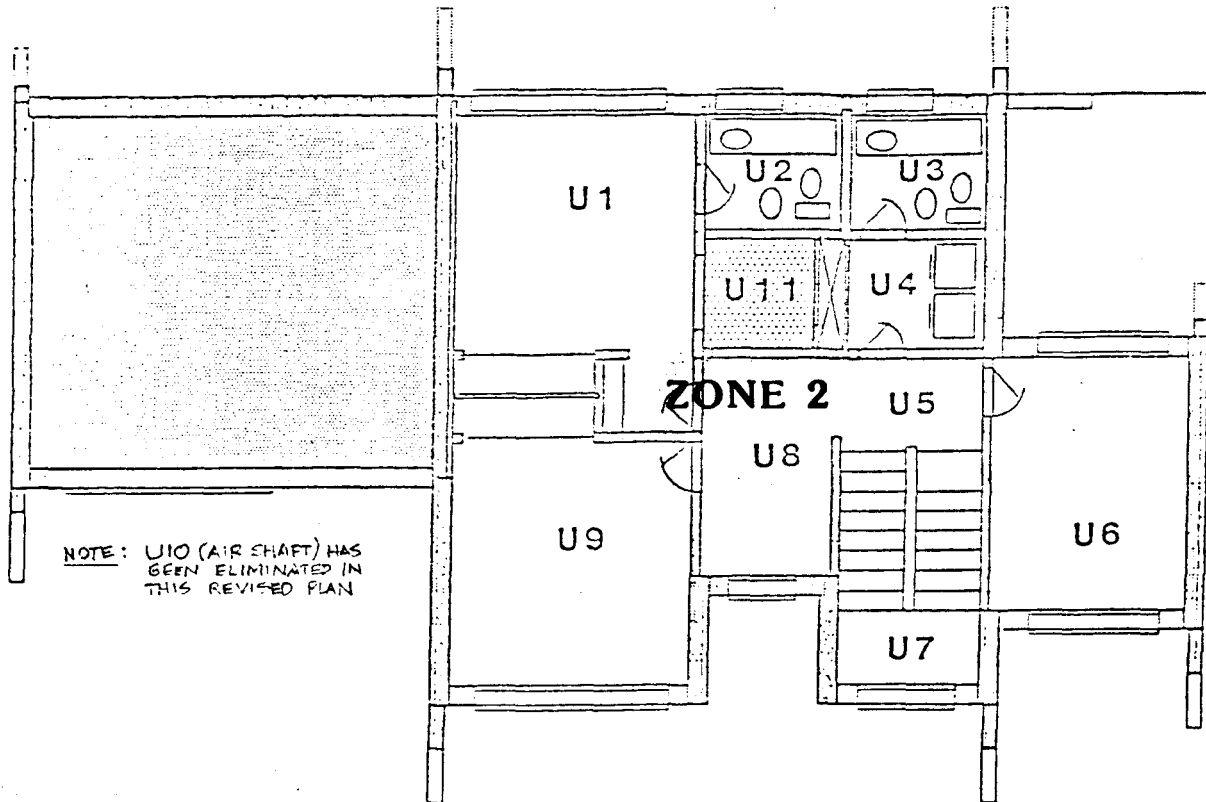 U1
U2
U3
U11
U4
ZONE 2
U5
U8
U9
U6
U7
NOTE: U10 (AIR SHAFT) HAS
BEEN ELIMINATED IN
THIS REVISED PLAN